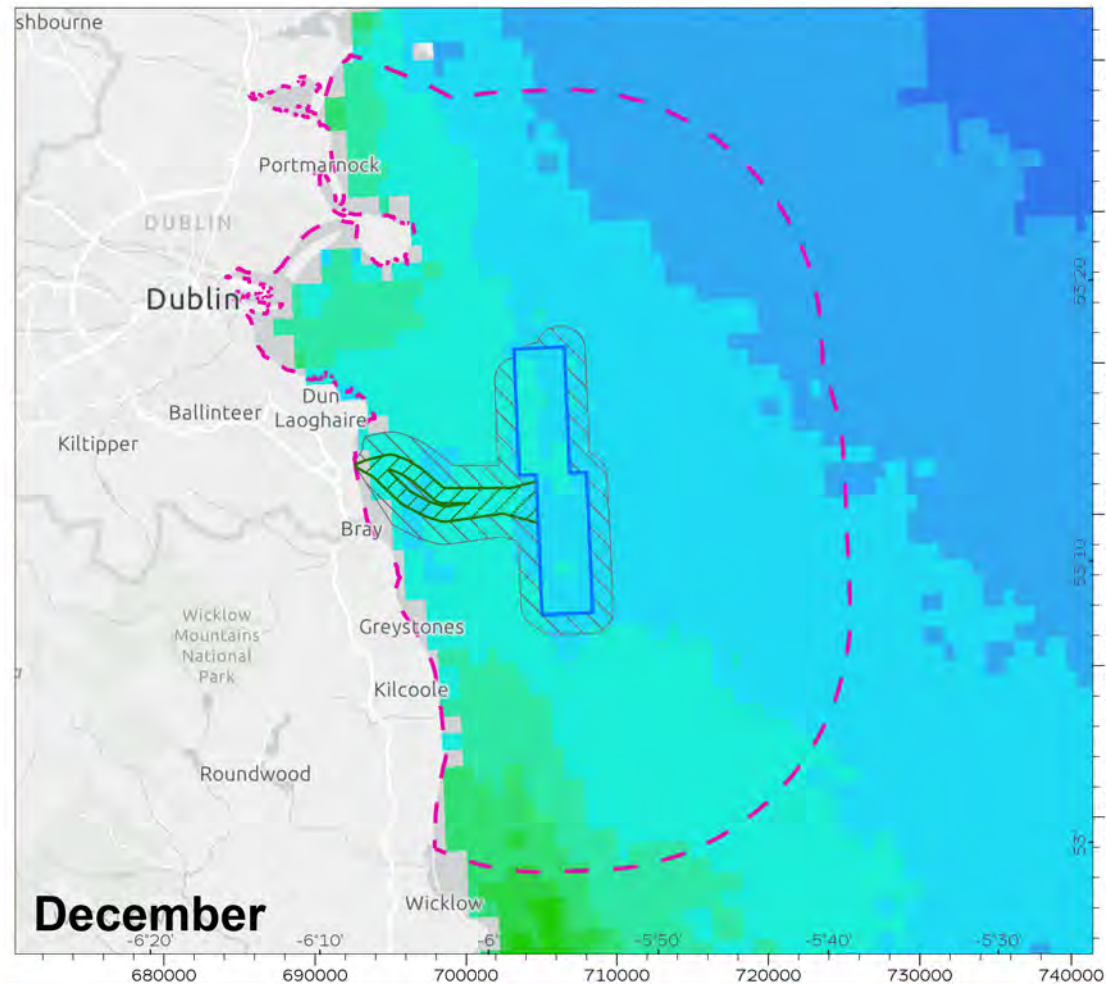 shbourne
Portmarnock
DUBLIN
Dublin
53°20'
Dun
Laoghaire
Ballinteer
Kiltipper
Bray
53°10'
Wicklow
Mountains
National
Park
Greystones
Kilcoole
Roundwood
53°
Wicklow
December
-6°20'
-6°10'
-6°
-5°50'
-5°40'
-5°30'
680000
690000
700000
710000
720000
730000
740000